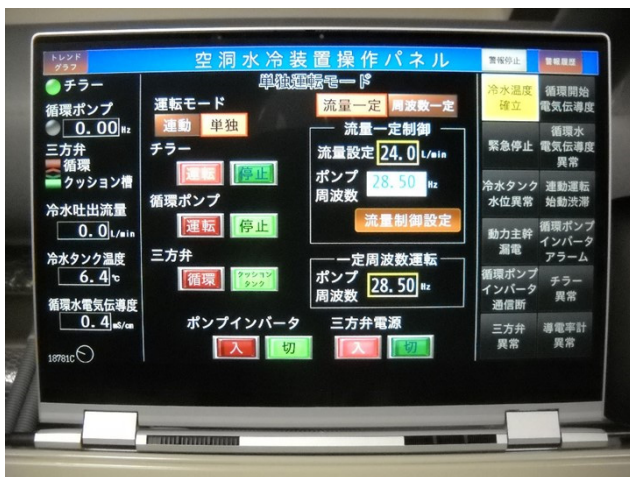 トレンド
グラフ
空洞水冷装置操作パネル
警報停止
警報履歴
単独運転モード
チラー
循環ポンプ
0.00 Hz
三方弁
循環
クッション槽
冷水吐出流量
0.0 L/min
冷水タンク温度
6.4 ℃
循環水電気伝導度
0.4 mS/cm
18781C
運転モード
連動 単独
チラー
運転 停止
循環ポンプ
運転 停止
三方弁
循環 クッション
タンク
ポンプインバータ
入 切
流量一定 周波数一定
流量一定制御
流量設定 24.0 L/min
ポンプ
周波数 28.50 Hz
流量制御設定
一定周波数運転
ポンプ
周波数 28.50 Hz
三方弁電源
入 切
冷水温度
確立
循環開始
電気伝導度
緊急停止
循環水
電気伝導度
異常
冷水タンク
水位異常
連動運転
始動渋滞
動力主幹
漏電
循環ポンプ
インバータ
アラーム
循環ポンプ
インバータ
通信断
チラー
異常
三方弁
異常
導電率計
異常